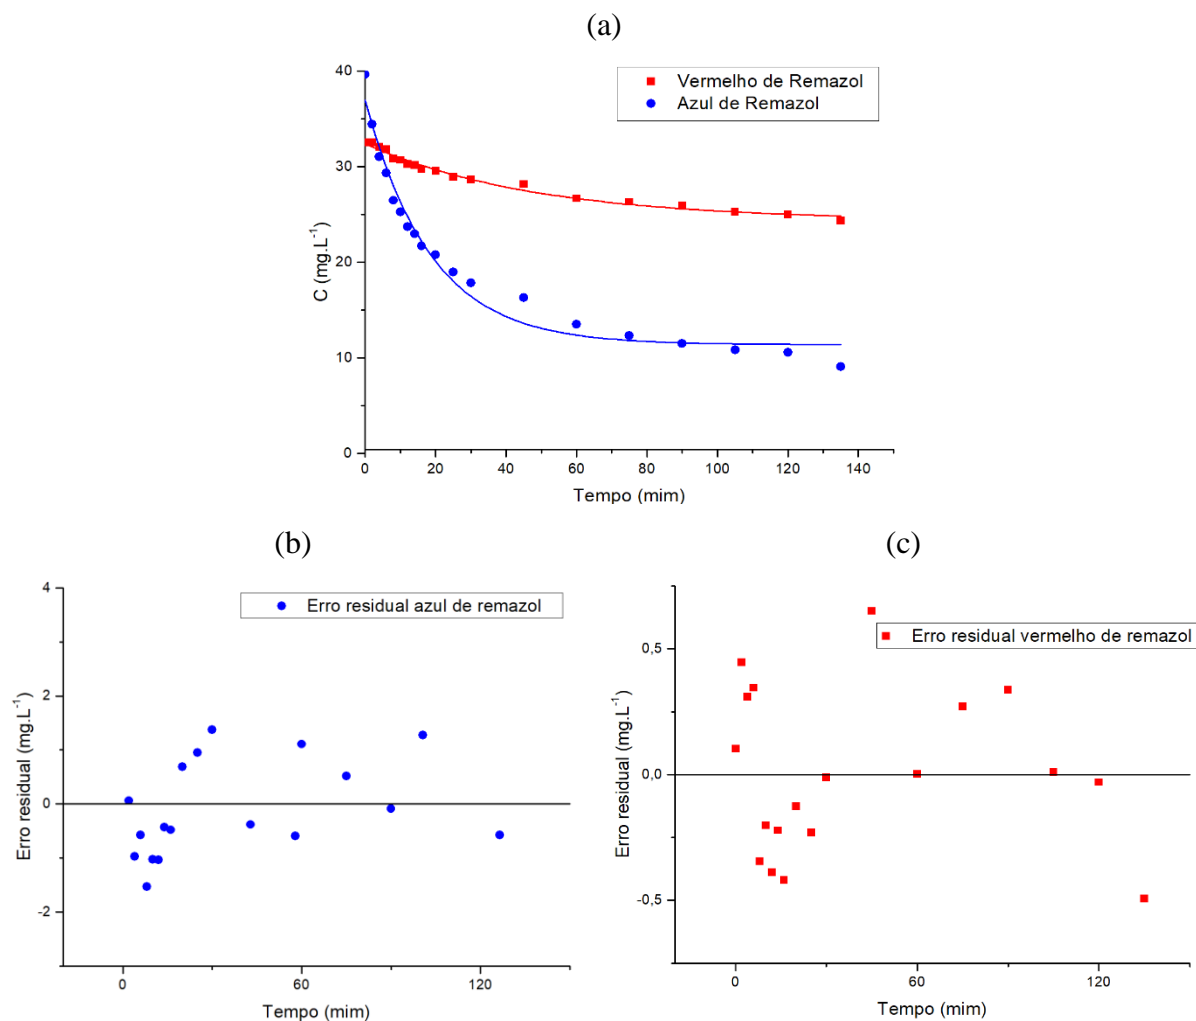 (a)
40
30
20
10
0
C (mg.L⁻¹)
Vermelho de Remazol
Azul de Remazol
0 20 40 60 80 100 120 140
Tempo (mim)
(b)
4
2
0
-2
Erro residual (mg.L⁻¹)
Erro residual azul de remazol
0 60 120
Tempo (mim)
(c)
0,5
0,0
-0,5
Erro residual (mg.L⁻¹)
Erro residual vermelho de remazol
0 60 120
Tempo (mim)